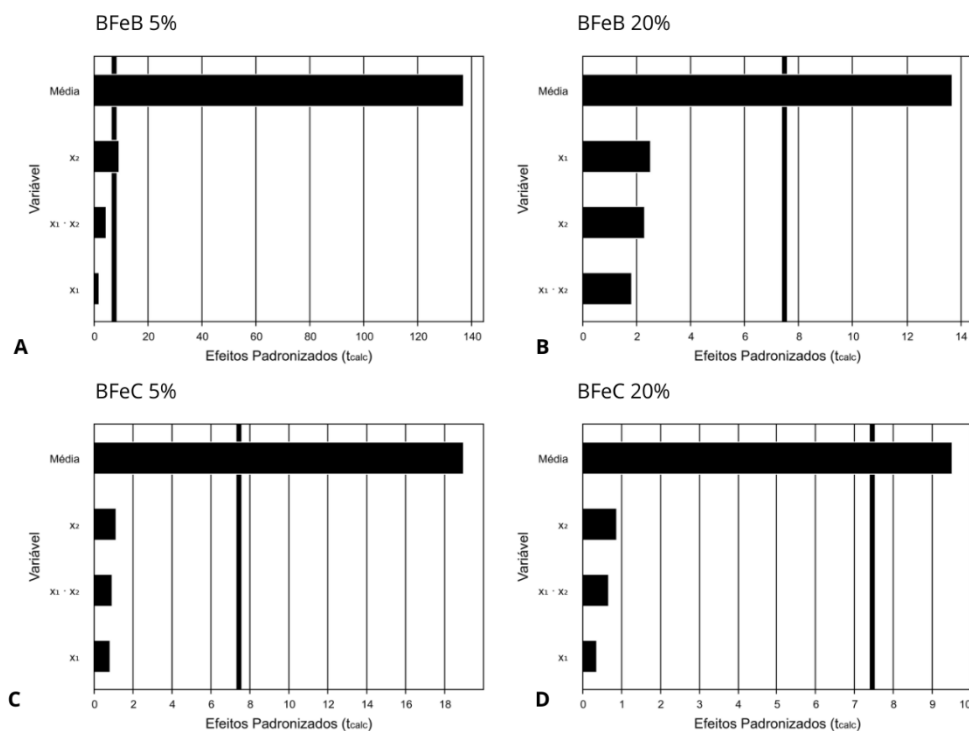 BFeB 5%
Média
x₂
x₁ · x₂
x₁
Variável
0 20 40 60 80 100 120 140
Efeitos Padronizados (tcalc)
A
BFeB 20%
Média
x₁
x₂
x₁ · x₂
Variável
0 2 4 6 8 10 12 14
Efeitos Padronizados (tcalc)
B
BFeC 5%
Média
x₂
x₁ · x₂
x₁
Variável
0 2 4 6 8 10 12 14 16 18
Efeitos Padronizados (tcalc)
C
BFeC 20%
Média
x₂
x₁ · x₂
x₁
Variável
0 1 2 3 4 5 6 7 8 9 10
Efeitos Padronizados (tcalc)
D